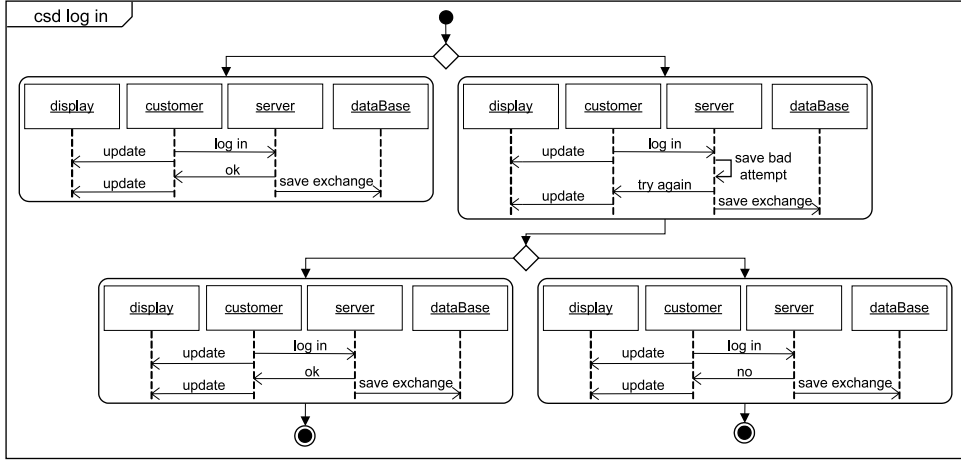 csd log in
display customer server dataBase
log in
update
ok
update
save exchange
display customer server dataBase
log in
update
save bad
attempt
try again
update
save exchange
display customer server dataBase
log in
update
ok
update
save exchange
display customer server dataBase
log in
update
no
update
save exchange